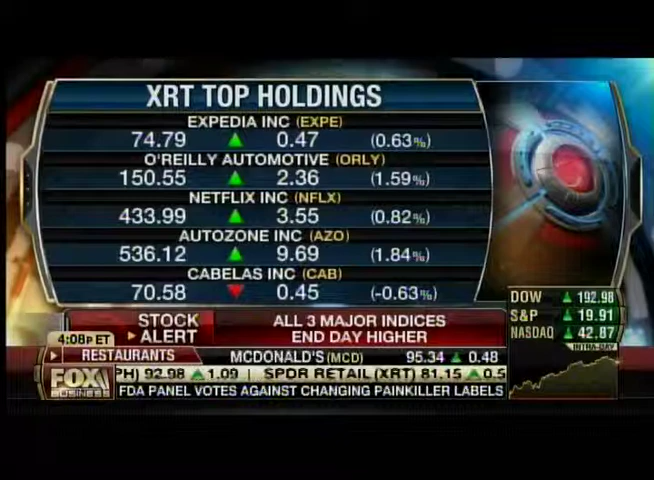 XRT TOP HOLDINGS
EXPEDIA INC (EXPE)
74.79 ▲ 0.47 (0.63%)
O'REILLY AUTOMOTIVE (ORLY)
150.55 ▲ 2.36 (1.59%)
NETFLIX INC (NFLX)
433.99 ▲ 3.55 (0.82%)
AUTOZONE INC (AZO)
536.12 ▲ 9.69 (1.84%)
CABELAS INC (CAB)
70.58 ▼ 0.45 (-0.63%)
DOW ▲ 192.98
S&P ▲ 19.91
NASDAQ ▲ 42.87
INTRA-DAY
STOCK ALERT
ALL 3 MAJOR INDICES
END DAY HIGHER
4:08P ET
RESTAURANTS
MCDONALD'S (MCD) 95.34 ▲ 0.48
PH) 92.98 ▲ 1.09 | SPDR RETAIL (XRT) 81.15 ▲ 0.5
FDA PANEL VOTES AGAINST CHANGING PAINKILLER LABELS
FOX
BUSINESS